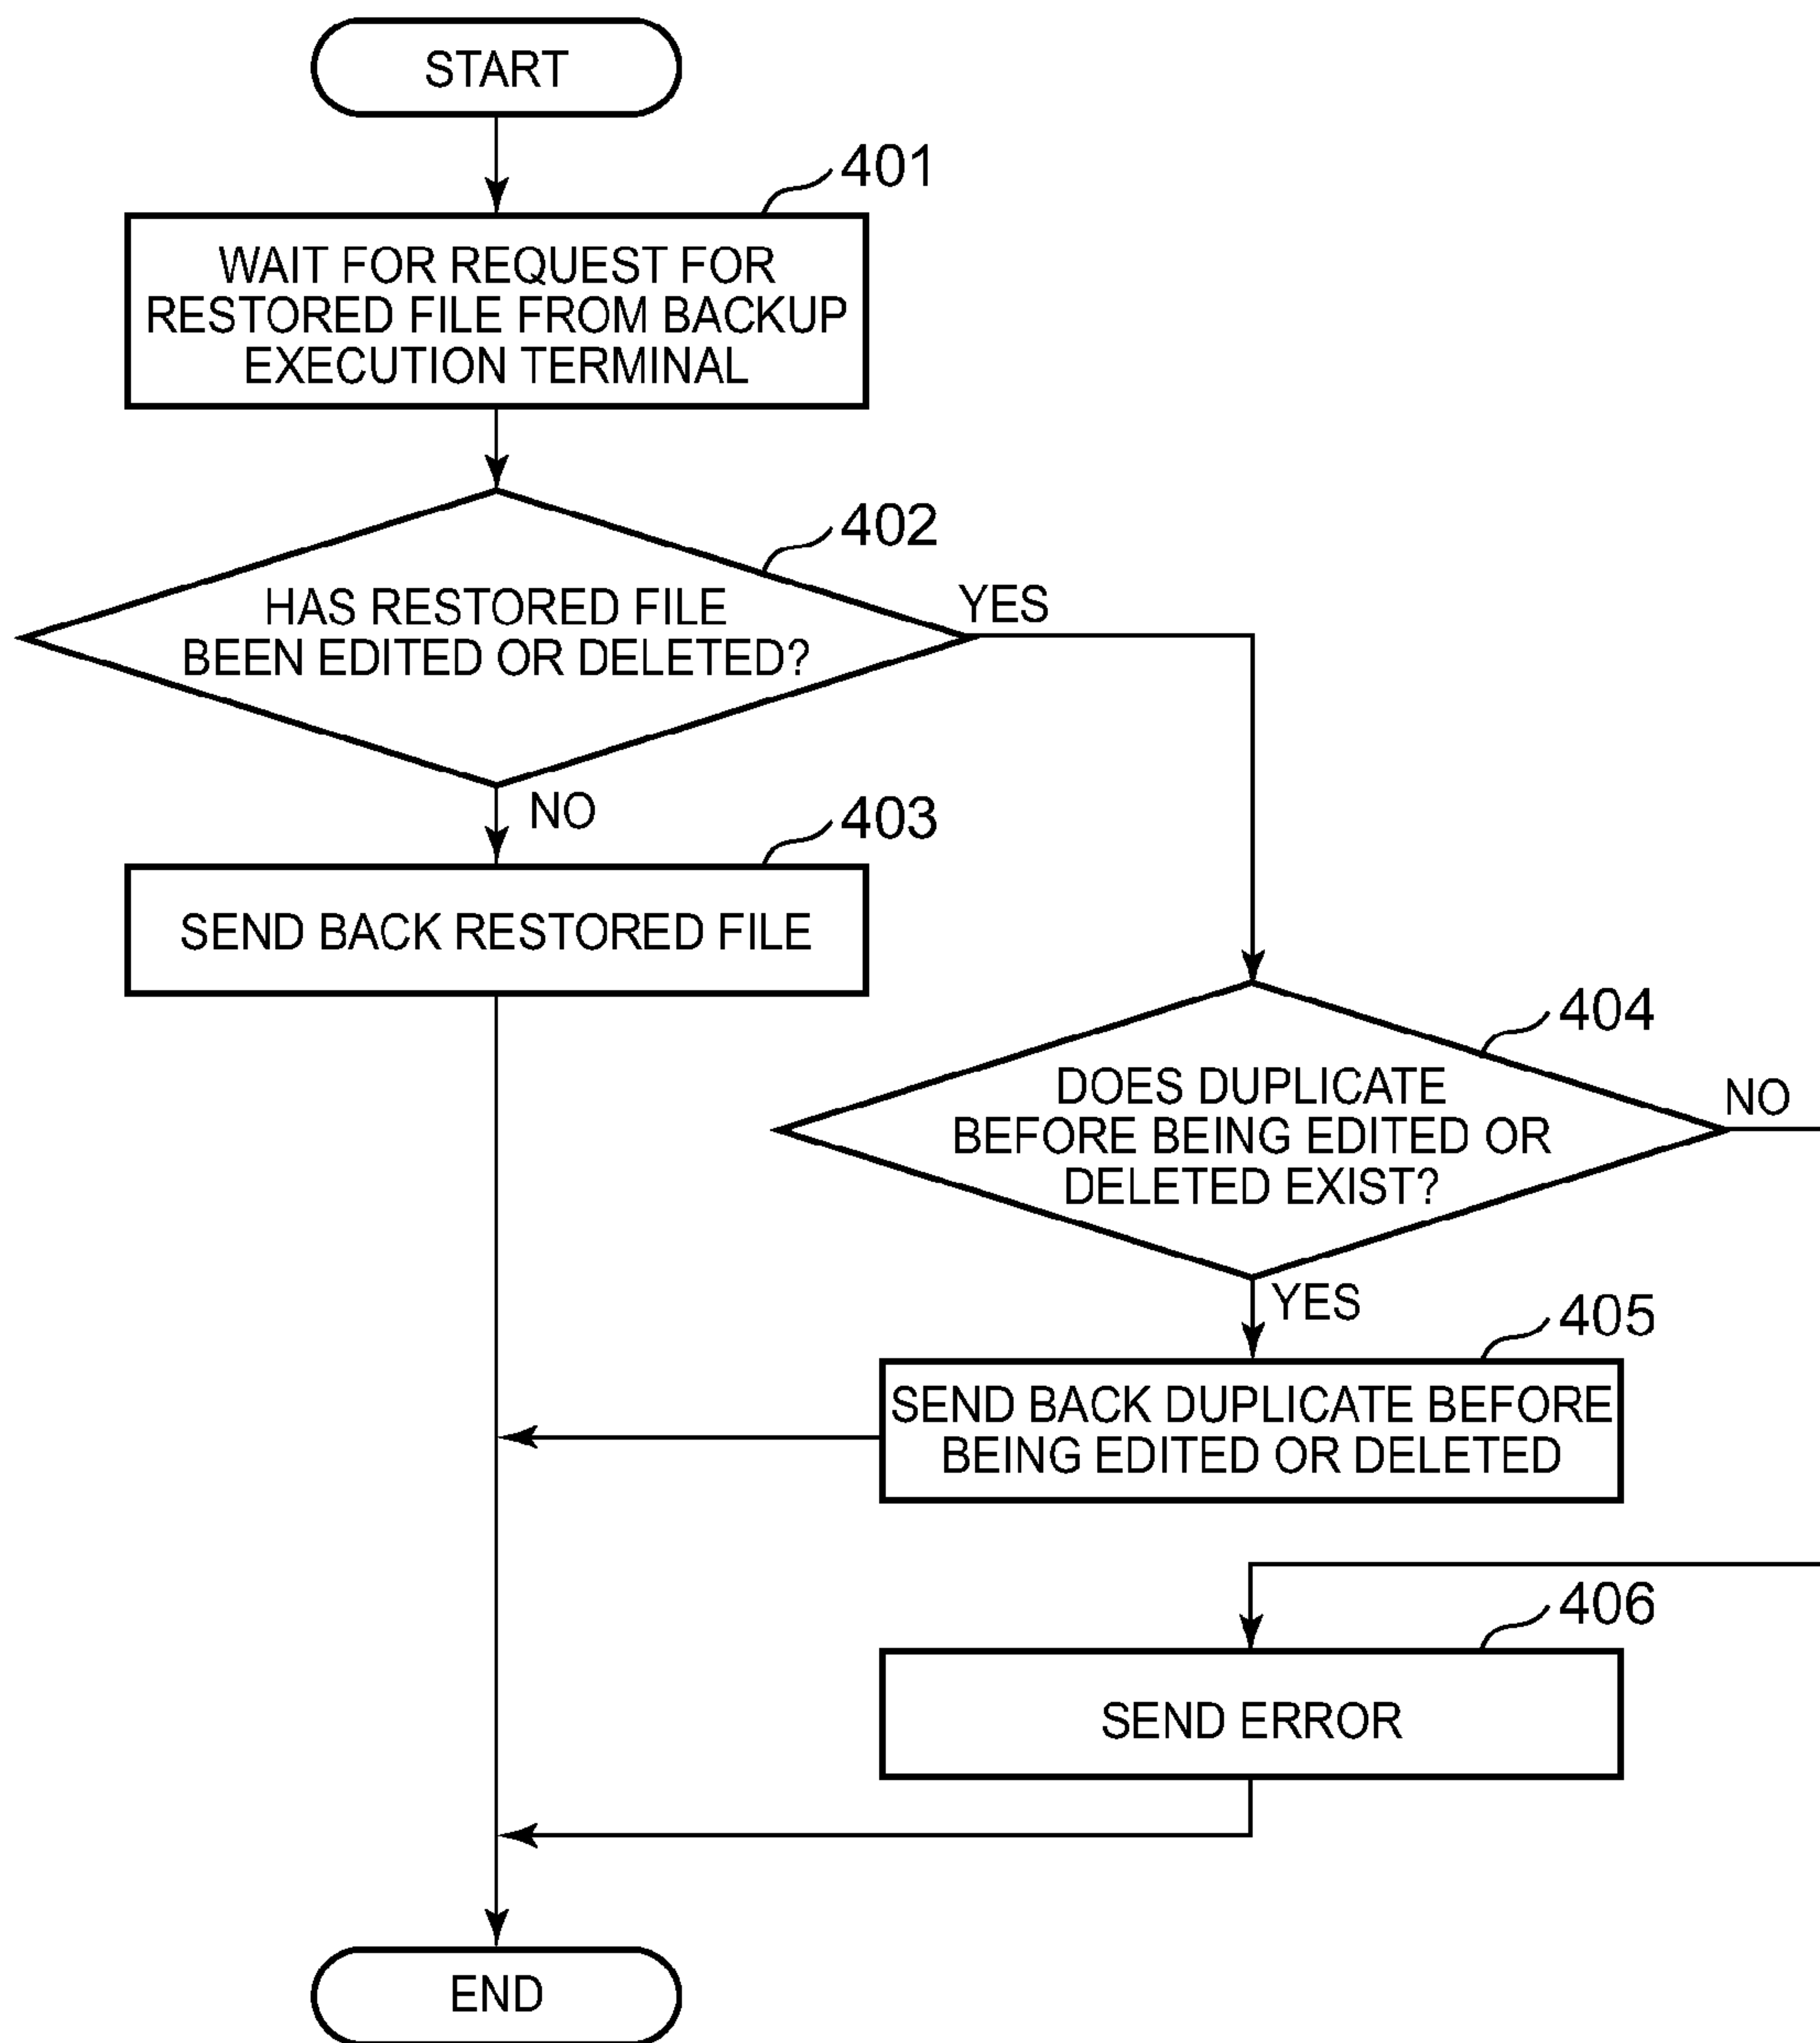 START
401
WAIT FOR REQUEST FOR
RESTORED FILE FROM BACKUP
EXECUTION TERMINAL
402
HAS RESTORED FILE
BEEN EDITED OR DELETED?
YES
NO
403
SEND BACK RESTORED FILE
404
DOES DUPLICATE
BEFORE BEING EDITED OR
DELETED EXIST?
NO
YES
405
SEND BACK DUPLICATE BEFORE
BEING EDITED OR DELETED
406
SEND ERROR
END